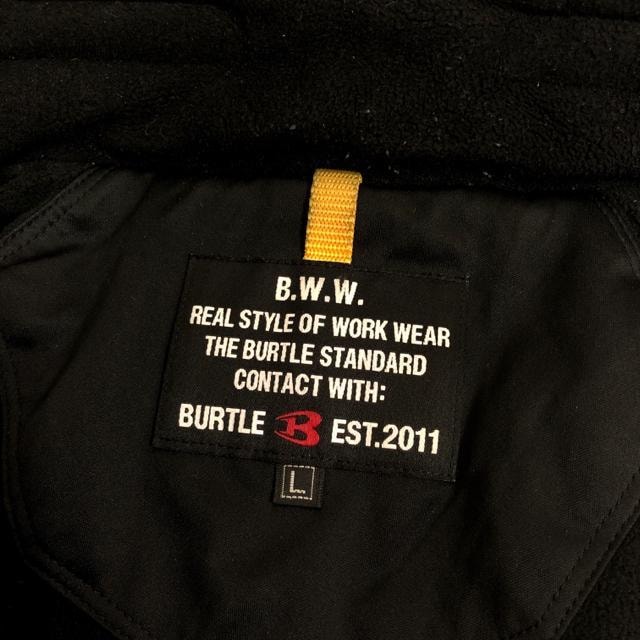 B.W.W.
REAL STYLE OF WORK WEAR
THE BURTLE STANDARD
CONTACT WITH:
BURTLE B EST.2011
L